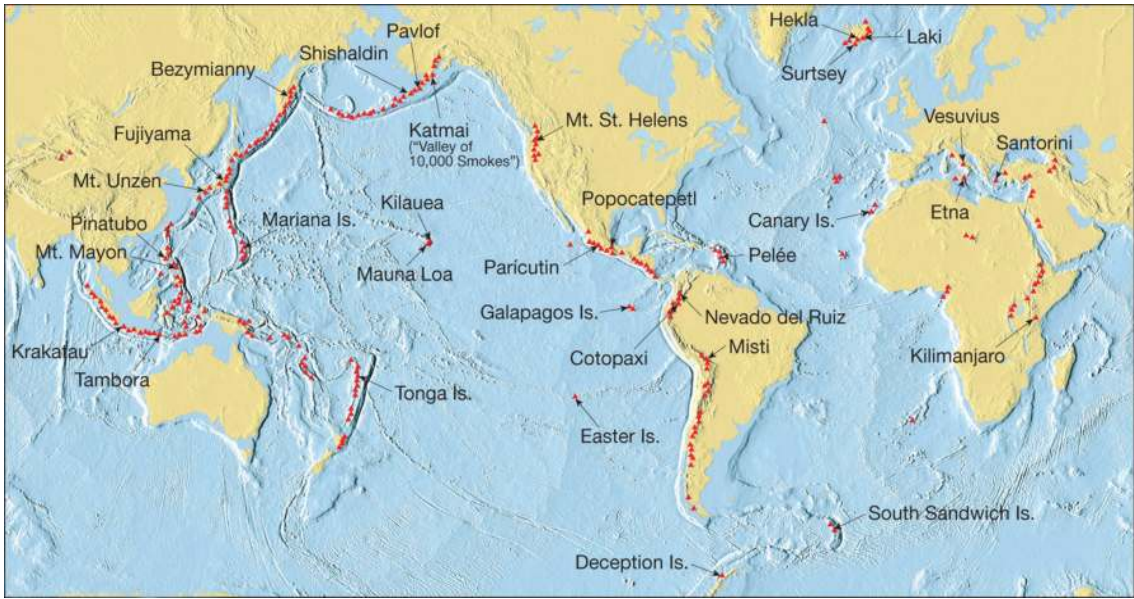 Hekla
Laki
Surtsey
Pavlof
Shishaldin
Bezymianny
Katmai
("Valley of
10,000 Smokes")
Mt. St. Helens
Fujiyama
Vesuvius
Santorini
Mt. Unzen
Popocatepetl
Kilauea
Mariana Is.
Canary Is.
Etna
Pinatubo
Mt. Mayon
Mauna Loa
Parícutin
Pelée
Galapagos Is.
Nevado del Ruiz
Krakatau
Cotopaxi
Misti
Kilimanjaro
Tambora
Tonga Is.
Easter Is.
South Sandwich Is.
Deception Is.